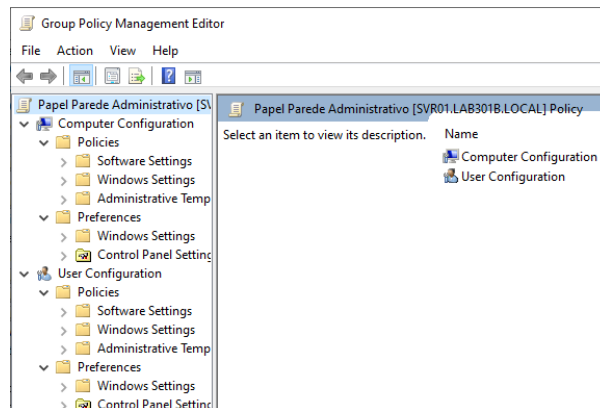 Group Policy Management Editor
File Action View Help
Papel Parede Administrativo [SV
Computer Configuration
Policies
Software Settings
Windows Settings
Administrative Temp
Preferences
Windows Settings
Control Panel Setting
User Configuration
Policies
Software Settings
Windows Settings
Administrative Temp
Preferences
Windows Settings
Control Panel Setting
Papel Parede Administrativo [SVR01.LAB301B.LOCAL] Policy
Select an item to view its description.
Name
Computer Configuration
User Configuration